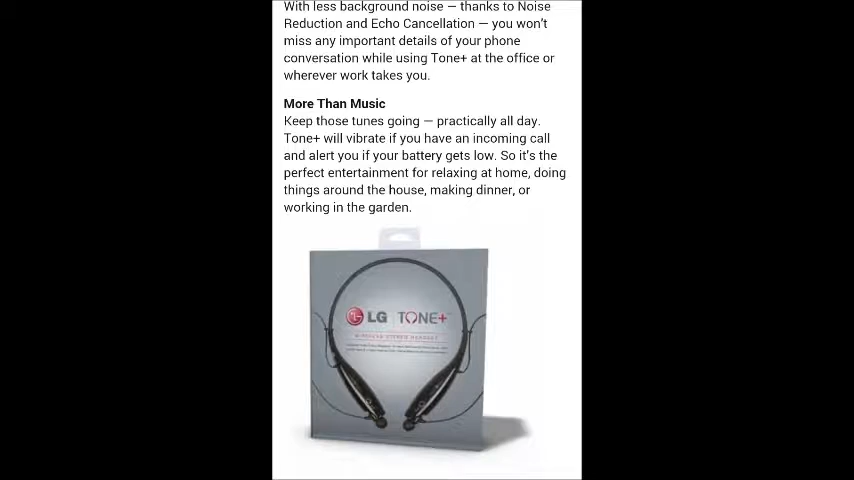 With less background noise — thanks to Noise
Reduction and Echo Cancellation — you won't
miss any important details of your phone
conversation while using Tone+ at the office or
wherever work takes you.
More Than Music
Keep those tunes going — practically all day.
Tone+ will vibrate if you have an incoming call
and alert you if your battery gets low. So it's the
perfect entertainment for relaxing at home, doing
things around the house, making dinner, or
working in the garden.
LG TONE+
WIRELESS STEREO HEADSET